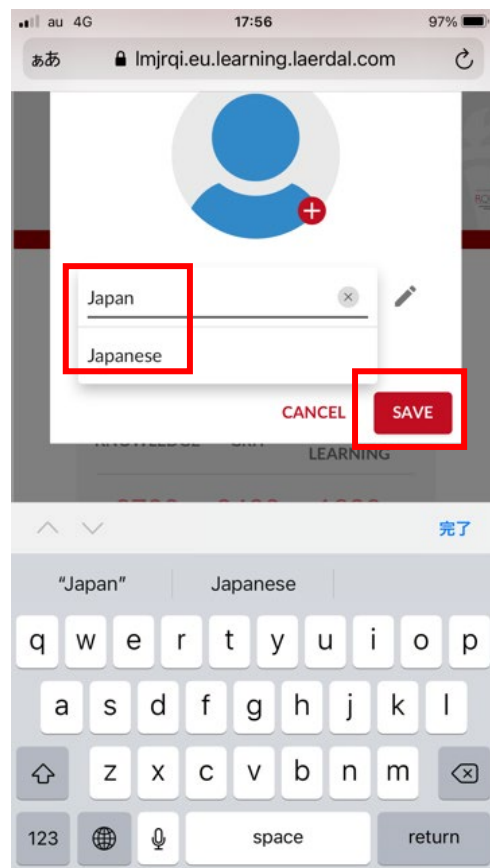 au 4G 17:56 97%
ぁあ lmjrqi.eu.learning.laerdal.com
Japan
Japanese
CANCEL SAVE
LEARNING
完了
"Japan" Japanese
q w e r t y u i o p
a s d f g h j k l
z x c v b n m
123 space return